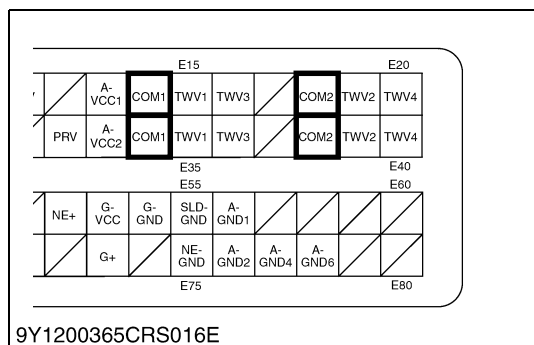 E15 E20
A-VCC1 COM1 TWV1 TWV3 COM2 TWV2 TWV4
PRV A-VCC2 COM1 TWV1 TWV3 COM2 TWV2 TWV4
E35 E40
E55 E60
NE+ G-VCC G-GND SLD-GND A-GND1
G+ NE-GND A-GND2 A-GND4 A-GND6
E75 E80
9Y1200365CRS016E